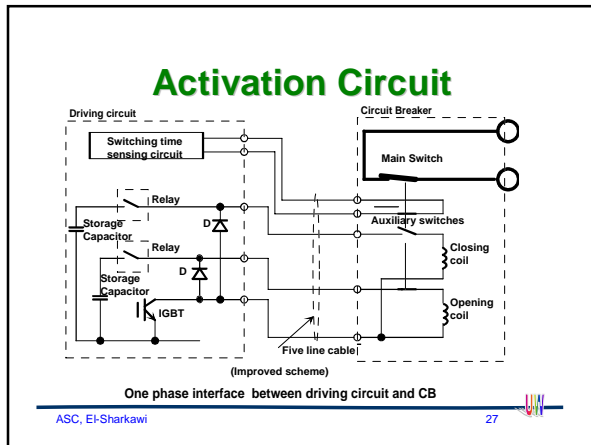 Activation Circuit
Driving circuit
Circuit Breaker
Switching time
sensing circuit
Main Switch
Relay
Auxiliary switches
Storage
Capacitor
D
Relay
Closing
coil
D
Storage
Capacitor
IGBT
Opening
coil
Five line cable
(Improved scheme)
One phase interface between driving circuit and CB
ASC, El-Sharkawi
27
UW